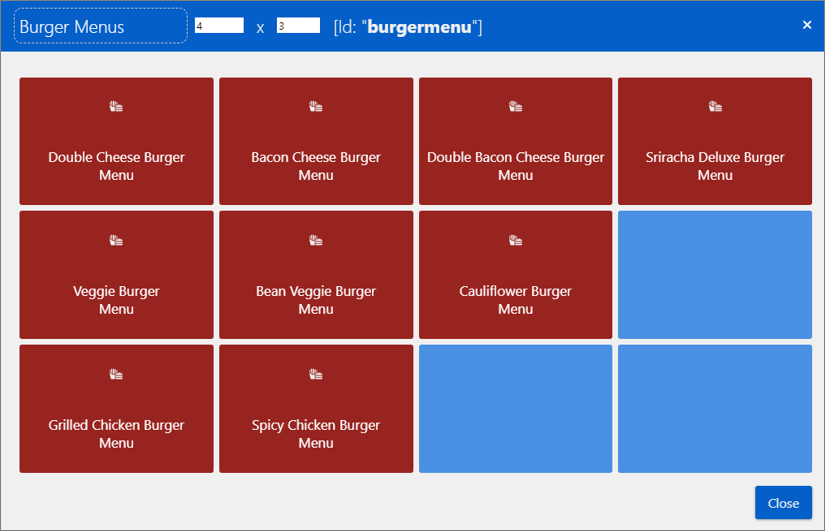 Burger Menus 4 x 3 [Id: "burgermenu"] ×
Double Cheese Burger
Menu
Bacon Cheese Burger
Menu
Double Bacon Cheese Burger
Menu
Sriracha Deluxe Burger
Menu
Veggie Burger
Menu
Bean Veggie Burger
Menu
Cauliflower Burger
Menu
Grilled Chicken Burger
Menu
Spicy Chicken Burger
Menu
Close